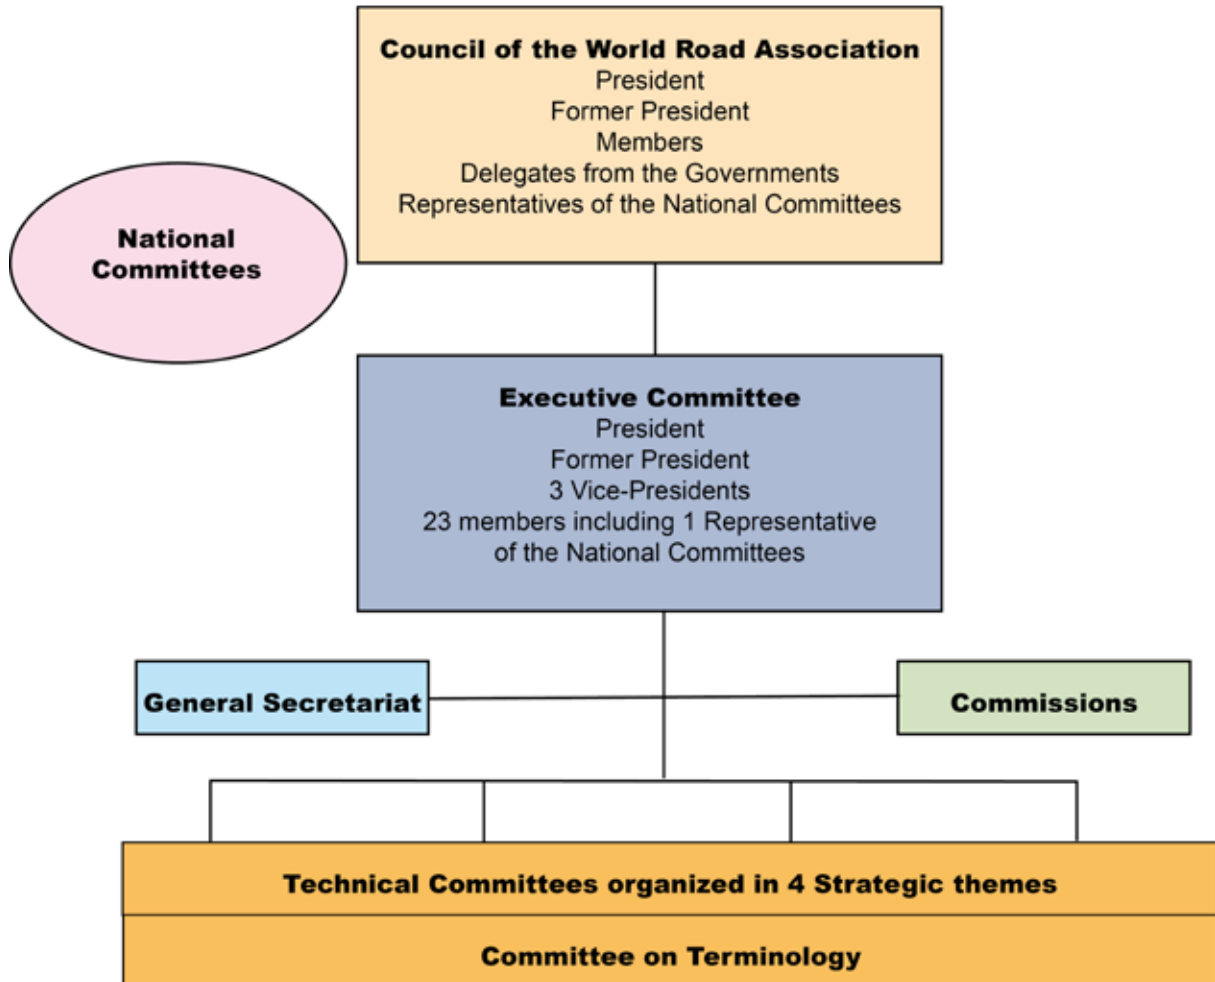 Council of the World Road Association
President
Former President
Members
Delegates from the Governments
Representatives of the National Committees
National
Committees
Executive Committee
President
Former President
3 Vice-Presidents
23 members including 1 Representative
of the National Committees
General Secretariat
Commissions
Technical Committees organized in 4 Strategic themes
Committee on Terminology